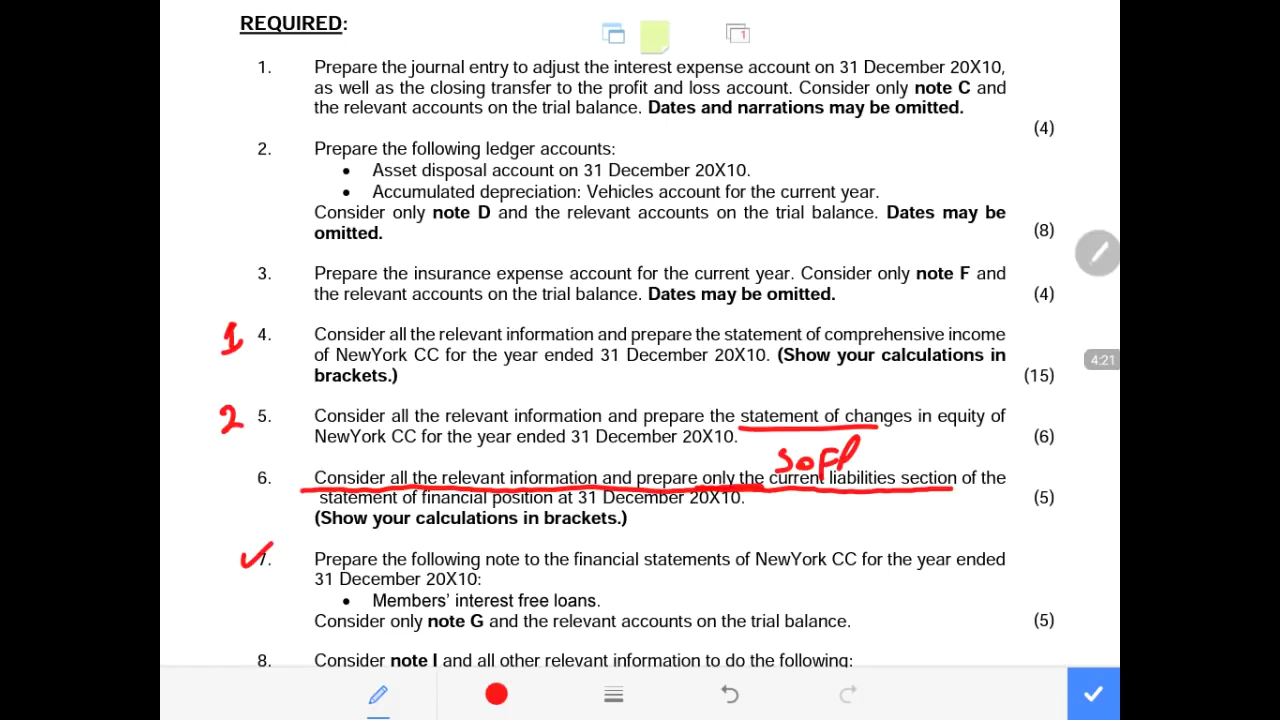 REQUIRED:
1
1. Prepare the journal entry to adjust the interest expense account on 31 December 20X10,
as well as the closing transfer to the profit and loss account. Consider only note C and
the relevant accounts on the trial balance. Dates and narrations may be omitted.
(4)
2. Prepare the following ledger accounts:
• Asset disposal account on 31 December 20X10.
• Accumulated depreciation: Vehicles account for the current year.
Consider only note D and the relevant accounts on the trial balance. Dates may be
omitted. (8)
3. Prepare the insurance expense account for the current year. Consider only note F and
the relevant accounts on the trial balance. Dates may be omitted. (4)
1 4. Consider all the relevant information and prepare the statement of comprehensive income
of NewYork CC for the year ended 31 December 20X10. (Show your calculations in
brackets.) (15)
4:21
2 5. Consider all the relevant information and prepare the statement of changes in equity of
NewYork CC for the year ended 31 December 20X10. (6)
SOFP
6. Consider all the relevant information and prepare only the current liabilities section of the
statement of financial position at 31 December 20X10. (5)
(Show your calculations in brackets.)
7. Prepare the following note to the financial statements of NewYork CC for the year ended
31 December 20X10:
• Members' interest free loans.
Consider only note G and the relevant accounts on the trial balance. (5)
8. Consider note I and all other relevant information to do the following: